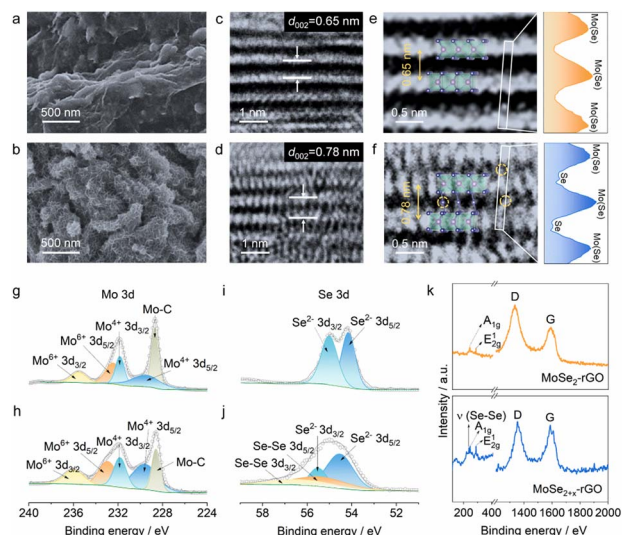 a
500 nm
c
d002=0.65 nm
1 nm
e
0.65 nm
0.5 nm
Mo(Se)
Mo(Se)
Mo(Se)
b
500 nm
d
d002=0.78 nm
1 nm
f
0.78 nm
0.5 nm
Mo(Se)
Se
Mo(Se)
Se
Mo(Se)
g
Mo 3d
Mo-C
Mo4+ 3d3/2
Mo6+ 3d5/2
Mo6+ 3d3/2
Mo4+ 3d5/2
i
Se 3d
Se2- 3d3/2
Se2- 3d5/2
h
Mo4+ 3d3/2
Mo6+ 3d5/2
Mo6+ 3d3/2
Mo4+ 3d5/2
Mo-C
240 236 232 228 224
Binding energy / eV
j
Se2- 3d3/2
Se-Se 3d5/2
Se-Se 3d3/2
Se2- 3d5/2
58 56 54 52
Binding energy / eV
k
Intensity / a.u.
D
G
A1g
E12g
MoSe2-rGO
ν (Se-Se)
A1g
E12g
D
G
MoSe2+x-rGO
200 400 1400 1600 1800 2000
Binding energy / eV